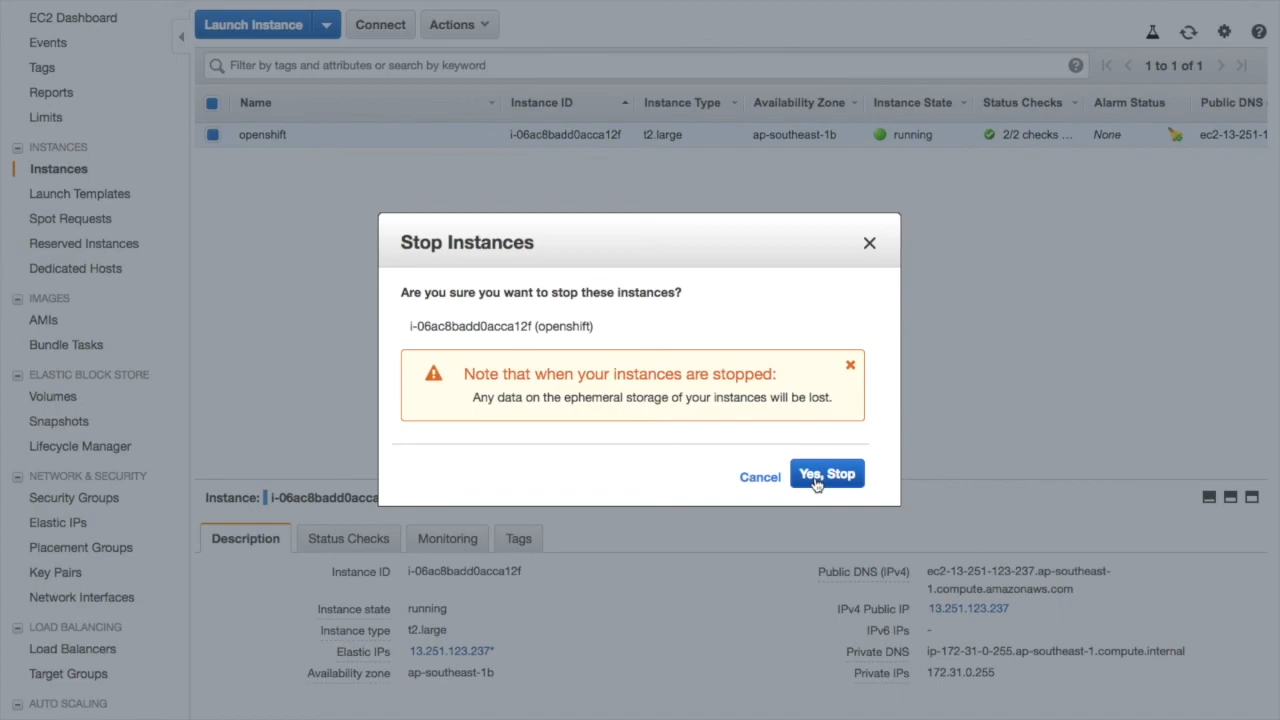 EC2 Dashboard
Events
Tags
Reports
Limits
INSTANCES
Instances
Launch Templates
Spot Requests
Reserved Instances
Dedicated Hosts
IMAGES
AMIs
Bundle Tasks
ELASTIC BLOCK STORE
Volumes
Snapshots
Lifecycle Manager
NETWORK & SECURITY
Security Groups
Elastic IPs
Placement Groups
Key Pairs
Network Interfaces
LOAD BALANCING
Load Balancers
Target Groups
AUTO SCALING
Launch Instance Connect Actions
Filter by tags and attributes or search by keyword 1 to 1 of 1
Name Instance ID Instance Type Availability Zone Instance State Status Checks Alarm Status Public DNS
openshift i-06ac8badd0acca12f t2.large ap-southeast-1b running 2/2 checks ... None ec2-13-251-1
Stop Instances
Are you sure you want to stop these instances?
i-06ac8badd0acca12f (openshift)
Note that when your instances are stopped:
Any data on the ephemeral storage of your instances will be lost.
Cancel Yes, Stop
Instance: i-06ac8badd0acca
Description Status Checks Monitoring Tags
Instance ID i-06ac8badd0acca12f
Instance state running
Instance type t2.large
Elastic IPs 13.251.123.237*
Availability zone ap-southeast-1b
Public DNS (IPv4) ec2-13-251-123-237.ap-southeast-
1.compute.amazonaws.com
IPv4 Public IP 13.251.123.237
IPv6 IPs -
Private DNS ip-172-31-0-255.ap-southeast-1.compute.internal
Private IPs 172.31.0.255